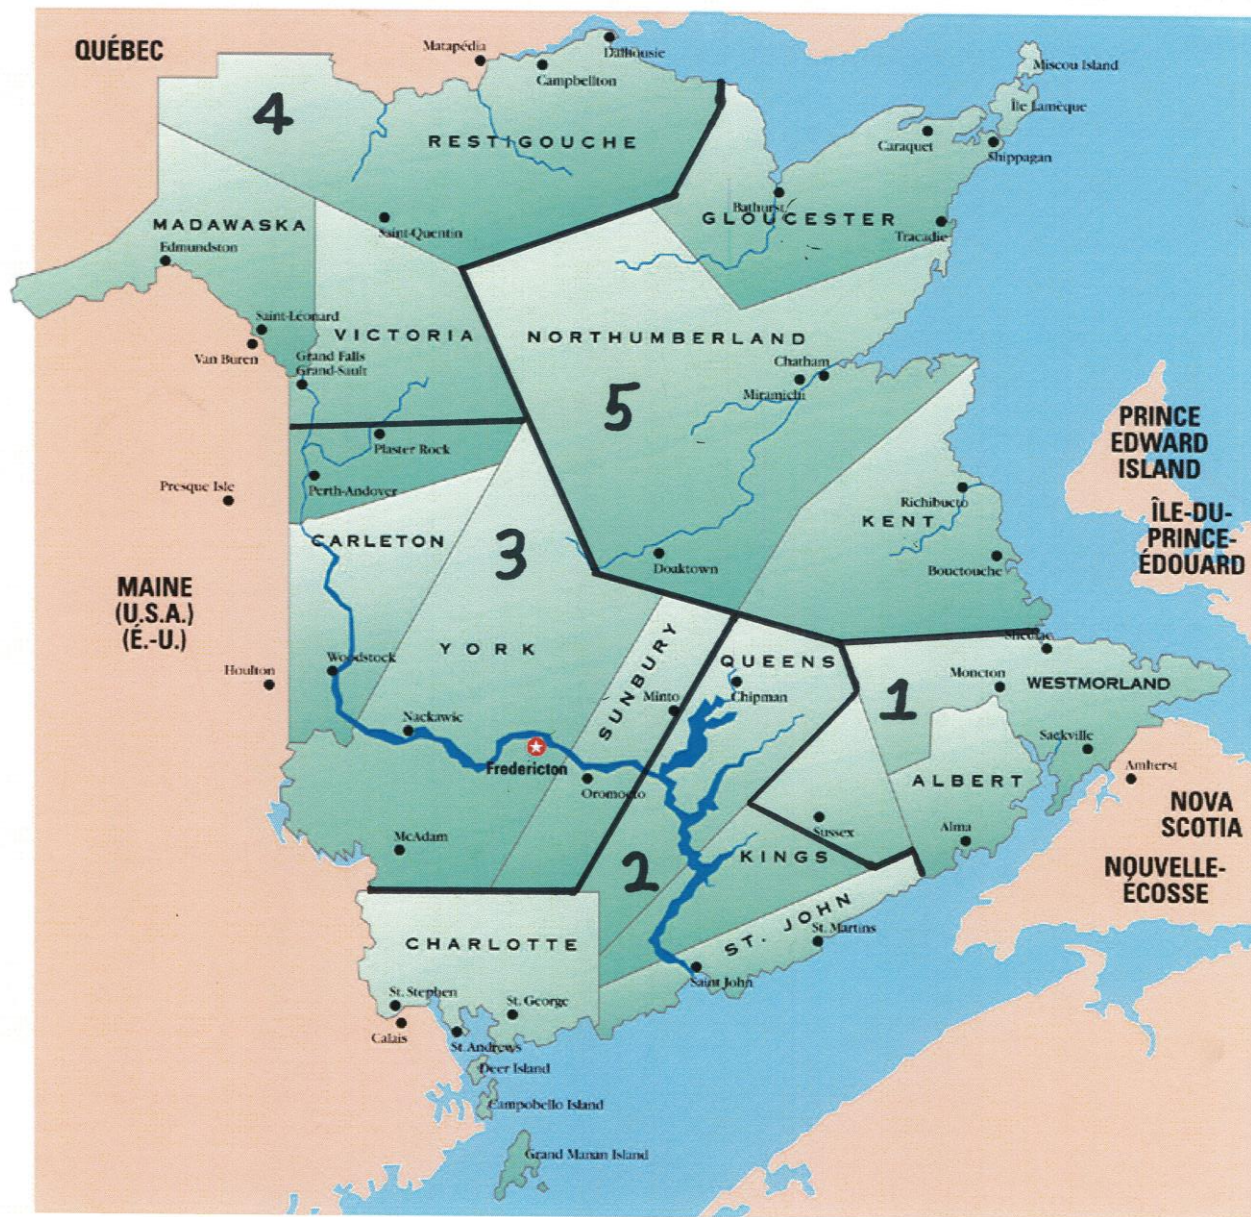 QUÉBEC
Matapédia
Dalhousie
Campbellton
Miscou Island
Île Lamèque
4
RESTIGOUCHE
Caraquet
Shippagan
Bathurst
GLOUCESTER
Tracadie
MADAWASKA
Saint-Quentin
Edmundston
Saint-Léonard
Van Buren
VICTORIA
Grand Falls
Grand-Sault
NORTHUMBERLAND
Chatham
Miramichi
5
PRINCE
EDWARD
ISLAND
ÎLE-DU-
PRINCE-
ÉDOUARD
Plaster Rock
Presque Isle
Perth-Andover
Richibucto
KENT
CARLETON
3
Doaktown
Bouctouche
MAINE
(U.S.A.)
(É.-U.)
YORK
SUNBURY
QUEENS
Shediac
Houlton
Woodstock
Minto
Chipman
1
Moncton
WESTMORLAND
Nackawic
Fredericton
Oromocto
Sackville
Amherst
ALBERT
NOVA
SCOTIA
NOUVELLE-
ÉCOSSE
McAdam
2
Sussex
Alma
KINGS
CHARLOTTE
ST. JOHN
St. Martins
Saint John
St. Stephen
St. George
Calais
St. Andrews
Deer Island
Campobello Island
Grand Manan Island